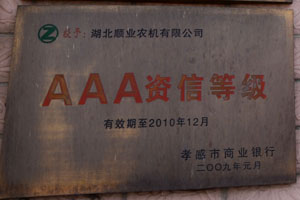 授予：湖北顺业农机有限公司
AAA资信等级
有效期至2010年12月
孝感市商业银行
二〇〇九年元月